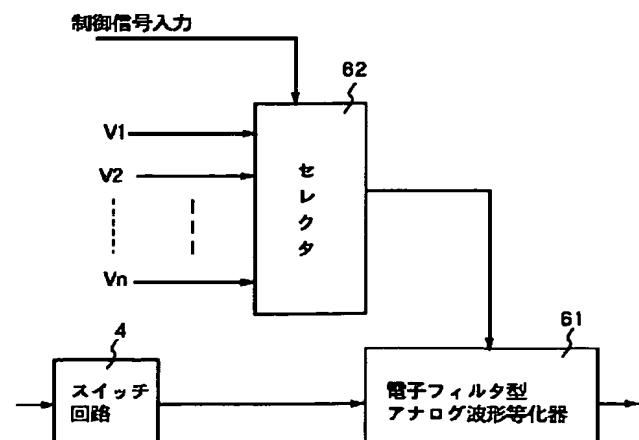 制御信号入力
62
V1
V2
Vn
セレクタ
4
スイッチ
回路
61
電子フィルタ型
アナログ波形等化器